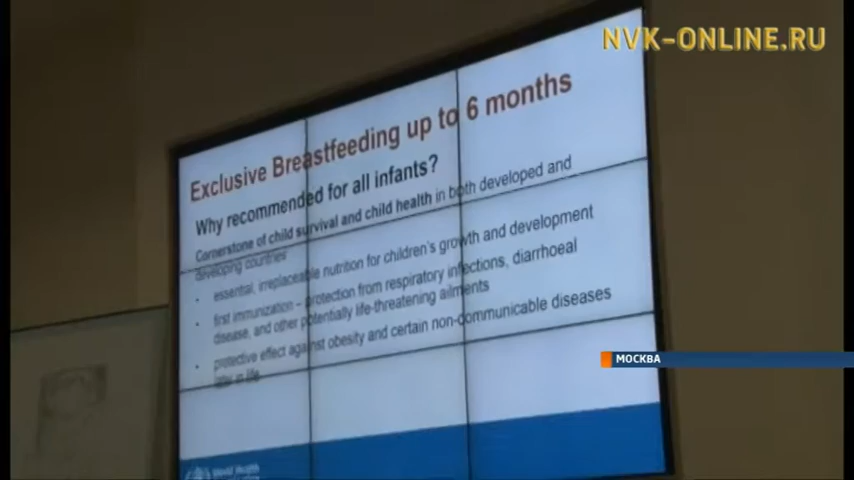 NVK-ONLINE.RU
Exclusive Breastfeeding up to 6 months
Why recommended for all infants?
Cornerstone of child survival and child health in both developed and
developing countries
• essential, irreplaceable nutrition for children's growth and development
• first immunization – protection from respiratory infections, diarrhoeal
disease, and other potentially life-threatening ailments
• protective effect against obesity and certain non-communicable diseases
later in life
МОСКВА
World Health